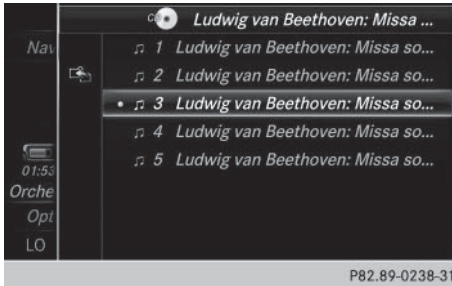 CD Ludwig van Beethoven: Missa ...
Nav
♫ 1 Ludwig van Beethoven: Missa so...
♫ 2 Ludwig van Beethoven: Missa so...
• ♫ 3 Ludwig van Beethoven: Missa so...
♫ 4 Ludwig van Beethoven: Missa so...
♫ 5 Ludwig van Beethoven: Missa so...
01:53
Orche
Opt
LO
P82.89-0238-31